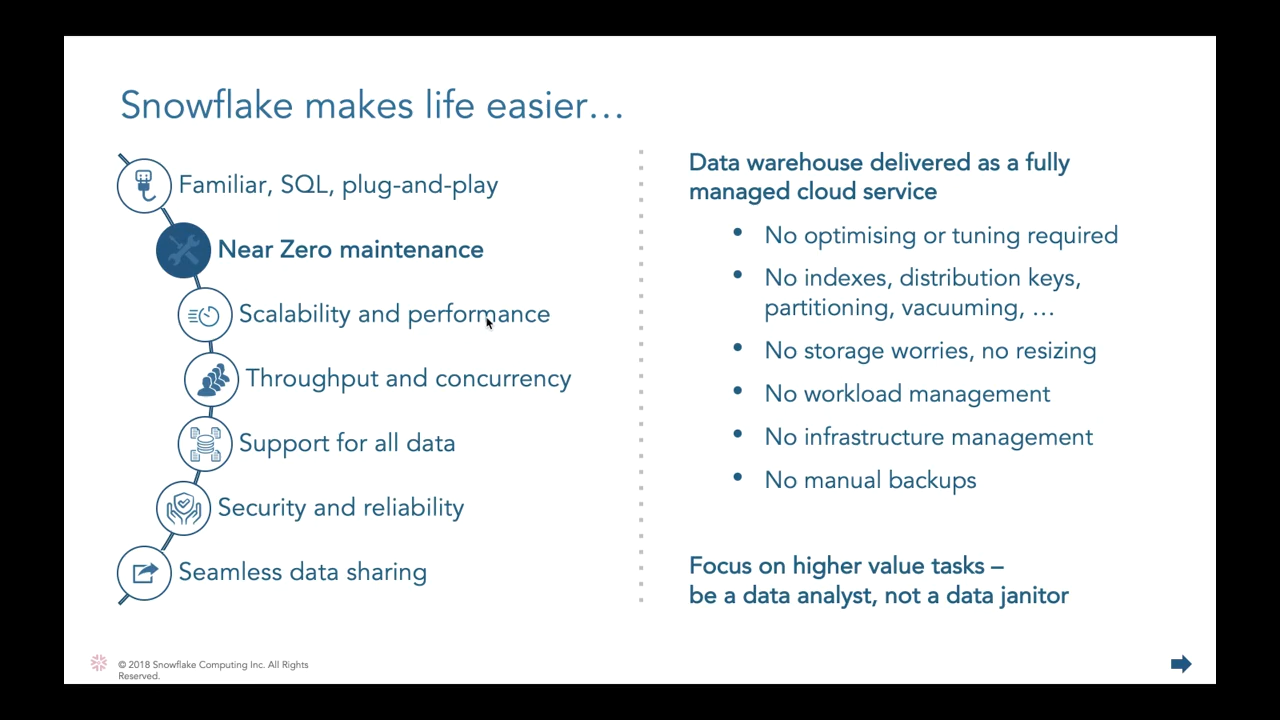 Snowflake makes life easier…
Familiar, SQL, plug-and-play
Near Zero maintenance
Scalability and performance
Throughput and concurrency
Support for all data
Security and reliability
Seamless data sharing
Data warehouse delivered as a fully
managed cloud service
• No optimising or tuning required
• No indexes, distribution keys,
partitioning, vacuuming, …
• No storage worries, no resizing
• No workload management
• No infrastructure management
• No manual backups
Focus on higher value tasks –
be a data analyst, not a data janitor
© 2018 Snowflake Computing Inc. All Rights
Reserved.